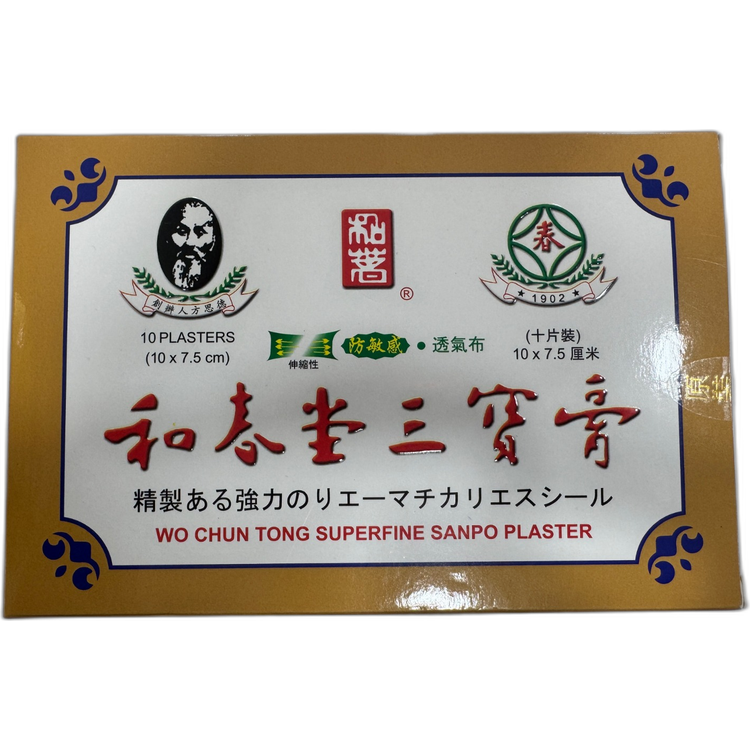 和春
®
創辦人方思德
春
★ 1902 ★
10 PLASTERS
(10 x 7.5 cm)
伸縮性
防敏感・透氣布
(十片裝)
10 x 7.5 厘米
和春堂三寶膏
精製ある強力のりエーマチカリエスシール
WO CHUN TONG SUPERFINE SANPO PLASTER